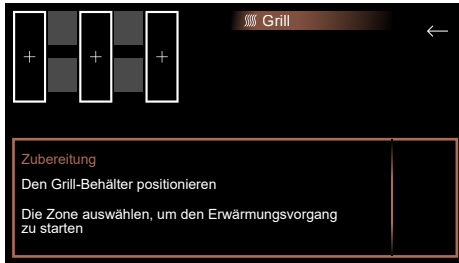 Grill
Zubereitung
Den Grill-Behälter positionieren
Die Zone auswählen, um den Erwärmungsvorgang
zu starten